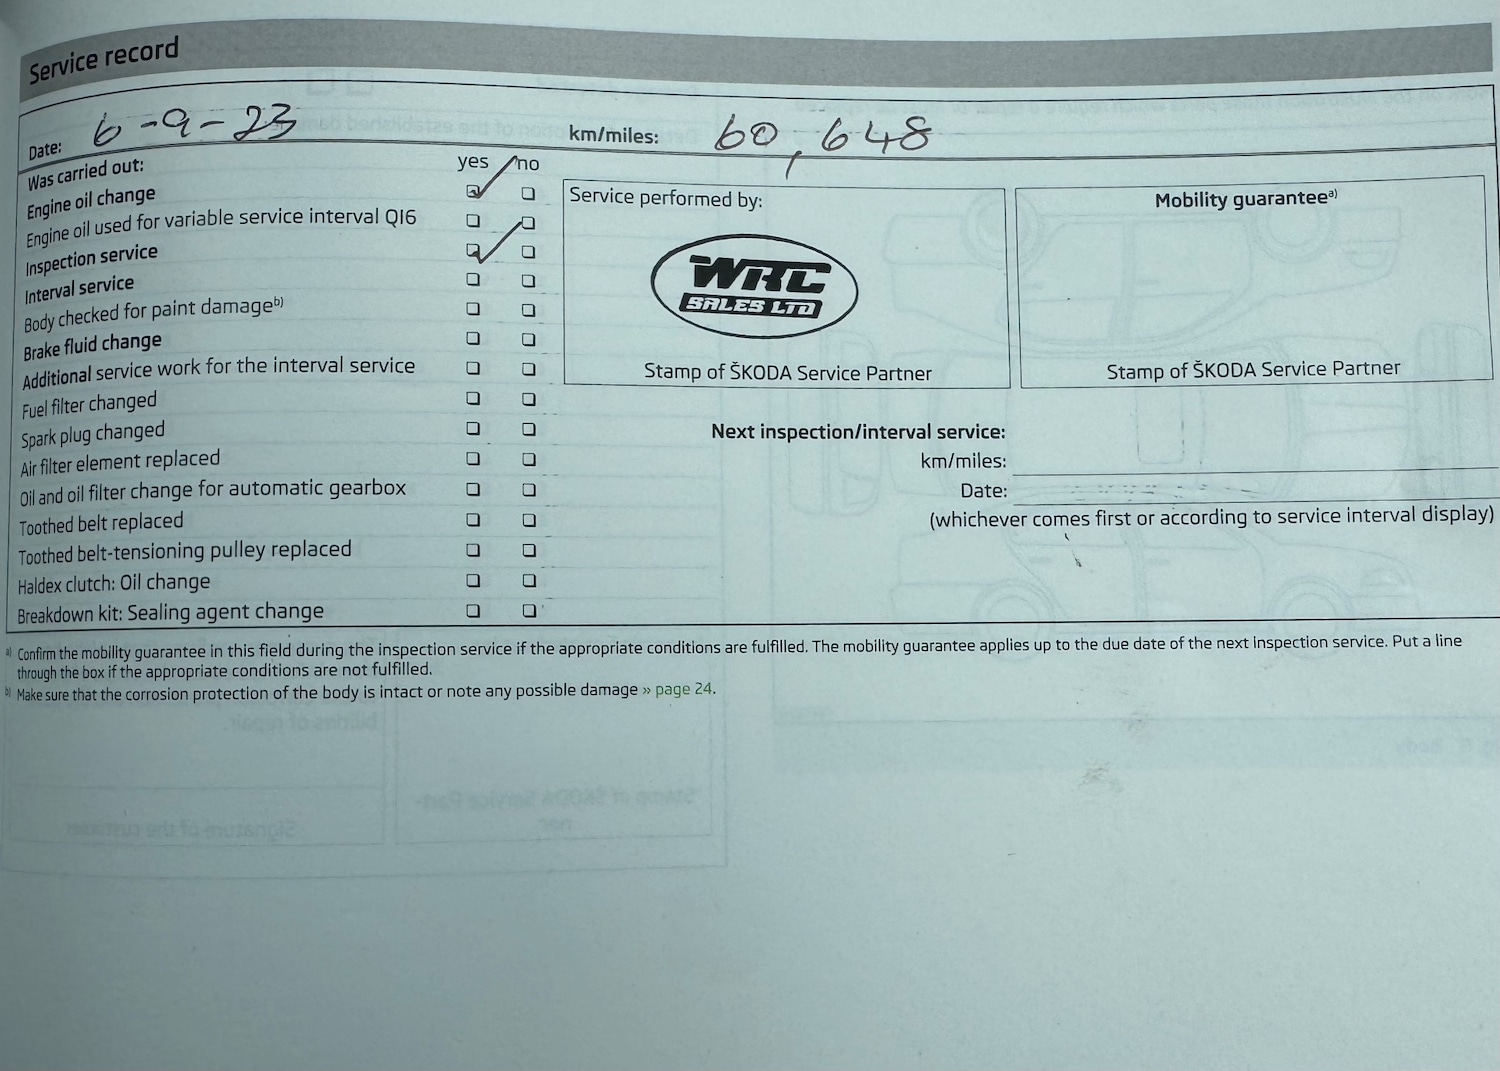 Service record
Date: 6-9-23 km/miles: 60,648
Was carried out: yes no
Engine oil change
Engine oil used for variable service interval QI6
Inspection service
Interval service
Body checked for paint damageb)
Brake fluid change
Additional service work for the interval service
Fuel filter changed
Spark plug changed
Air filter element replaced
Oil and oil filter change for automatic gearbox
Toothed belt replaced
Toothed belt-tensioning pulley replaced
Haldex clutch: Oil change
Breakdown kit: Sealing agent change
Service performed by:
WRC
SALES LTD
Stamp of ŠKODA Service Partner
Mobility guaranteea)
Stamp of ŠKODA Service Partner
Next inspection/interval service:
km/miles:
Date:
(whichever comes first or according to service interval display)
a) Confirm the mobility guarantee in this field during the inspection service if the appropriate conditions are fulfilled. The mobility guarantee applies up to the due date of the next inspection service. Put a line
through the box if the appropriate conditions are not fulfilled.
b) Make sure that the corrosion protection of the body is intact or note any possible damage » page 24.